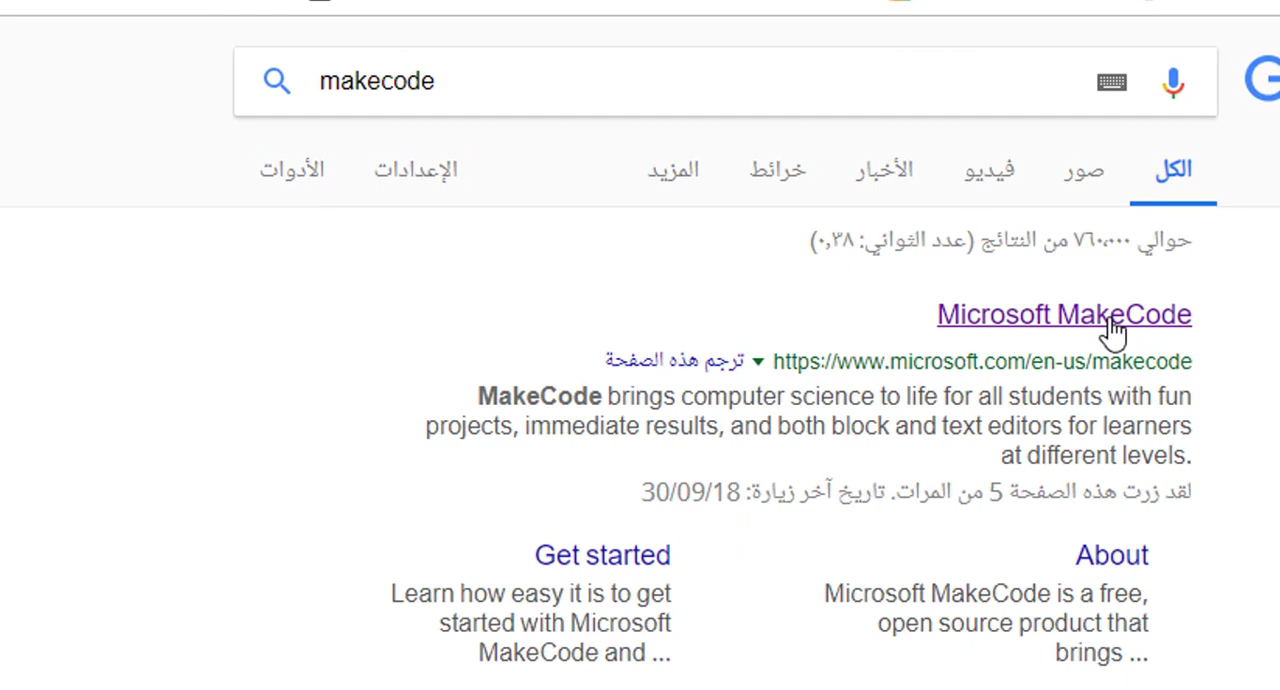 makecode
الكل صور فيديو الأخبار خرائط المزيد الإعدادات الأدوات
حوالي ٧٦٠،٠٠٠ من النتائج (عدد الثواني: ٠,٣٨)
Microsoft MakeCode
https://www.microsoft.com/en-us/makecode ترجم هذه الصفحة
MakeCode brings computer science to life for all students with fun
projects, immediate results, and both block and text editors for learners
at different levels.
لقد زرت هذه الصفحة 5 من المرات. تاريخ آخر زيارة: 30/09/18
About
Microsoft MakeCode is a free,
open source product that
brings ...
Get started
Learn how easy it is to get
started with Microsoft
MakeCode and ...